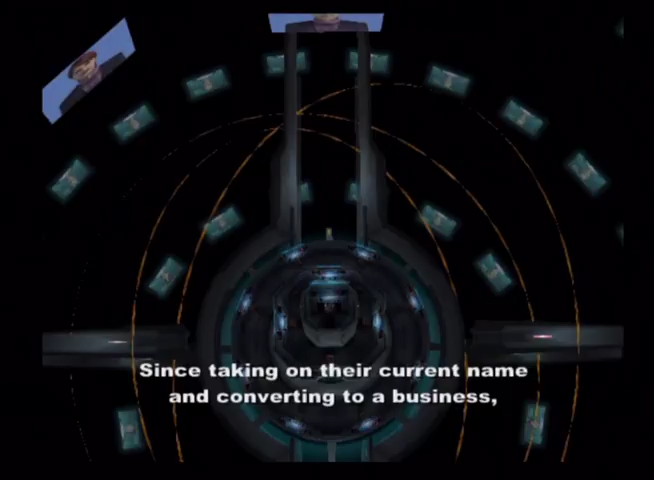 Since taking on their current name
and converting to a business,